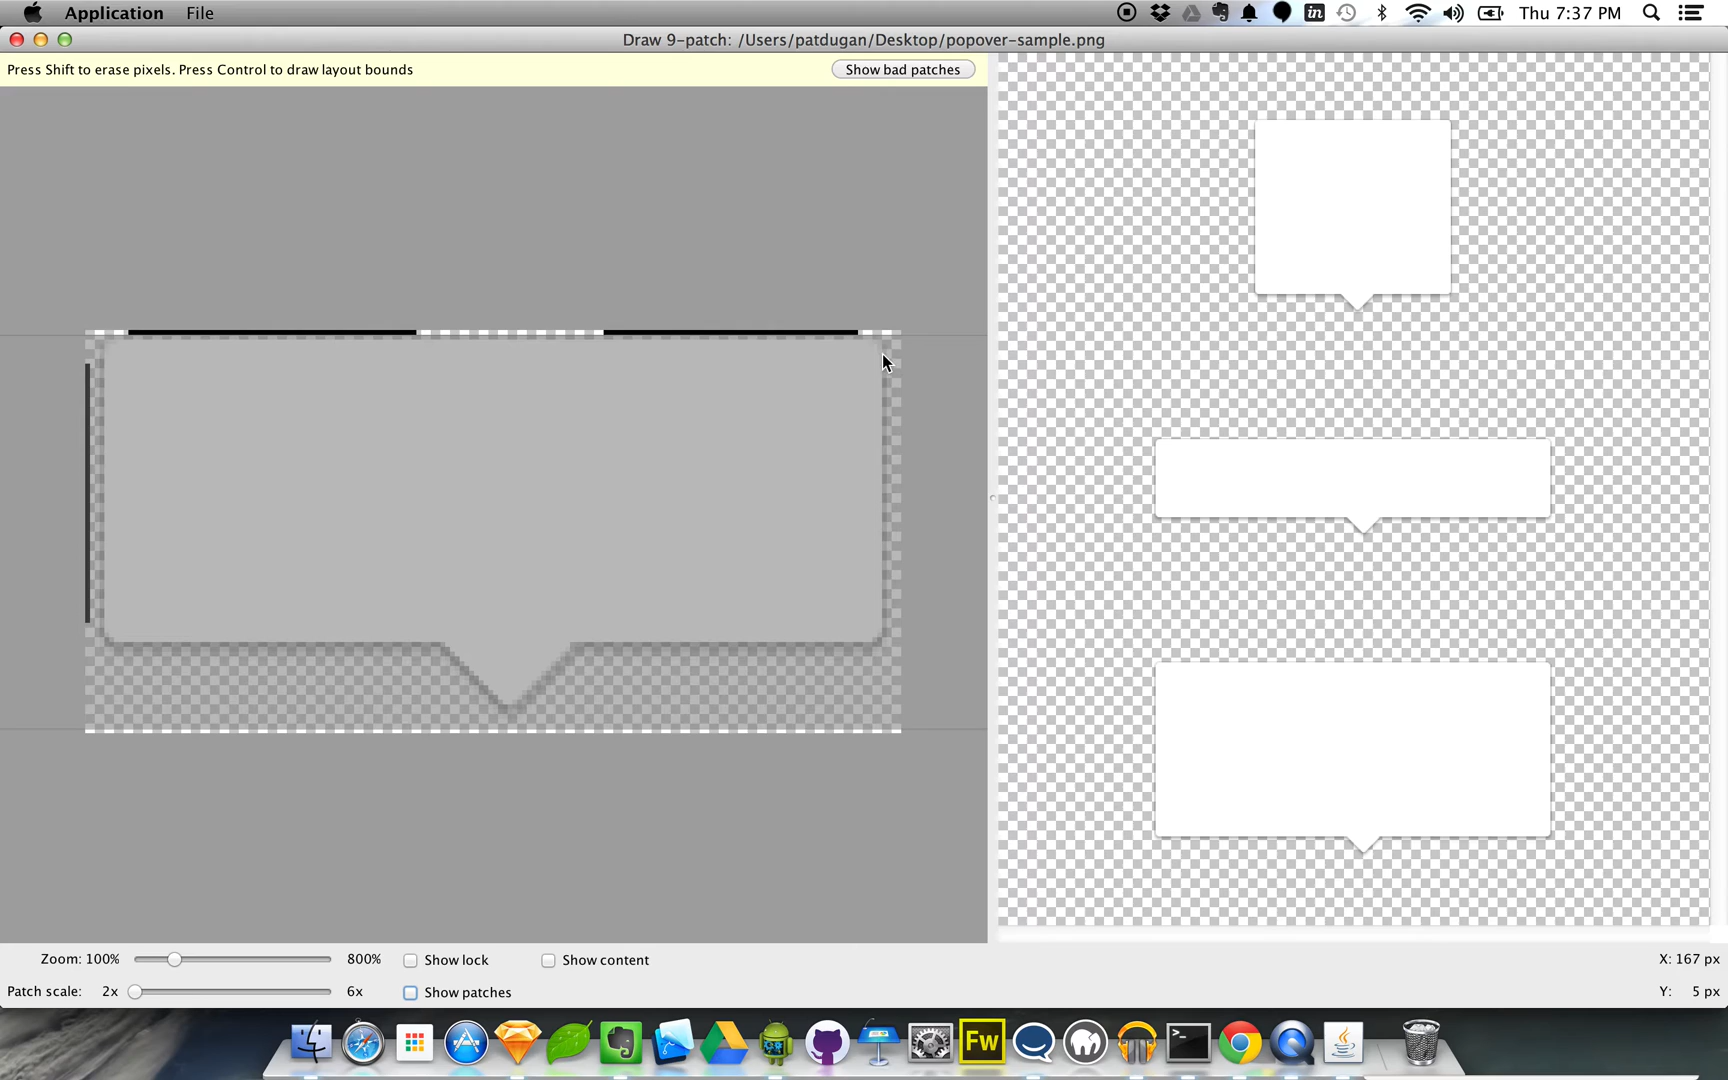 Application File Thu 7:37 PM
Draw 9-patch: /Users/patdugan/Desktop/popover-sample.png
Press Shift to erase pixels. Press Control to draw layout bounds Show bad patches
Zoom: 100% 800% Show lock Show content X: 167 px
Patch scale: 2x 6x Show patches Y: 5 px
in
Fw